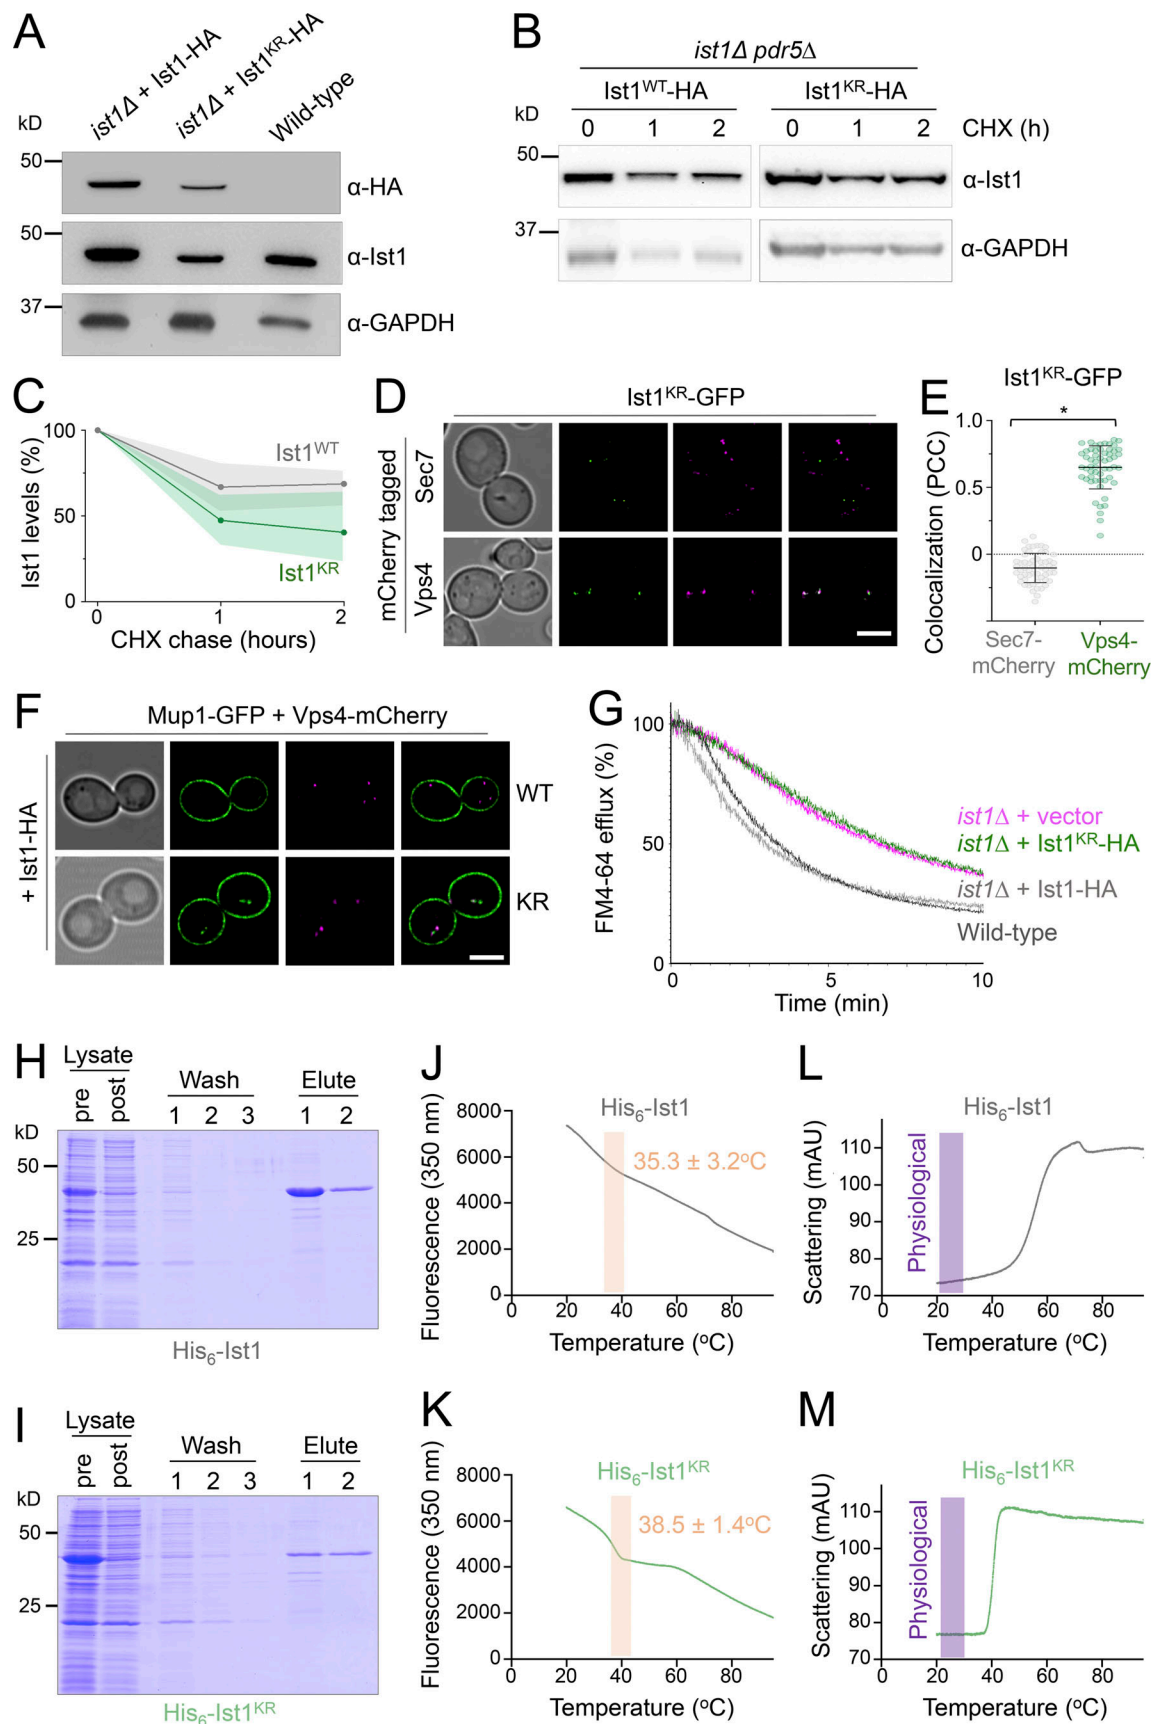 A
ist1Δ + Ist1-HA
ist1Δ + Ist1KR-HA
Wild-type
kD
50
α-HA
50
α-Ist1
37
α-GAPDH
B
ist1Δ pdr5Δ
Ist1WT-HA
Ist1KR-HA
kD
0 1 2 0 1 2 CHX (h)
50
α-Ist1
37
α-GAPDH
C
Ist1 levels (%)
100
50
0
Ist1WT
Ist1KR
0 1 2
CHX chase (hours)
D
Ist1KR-GFP
mCherry tagged
Sec7
Vps4
E
Ist1KR-GFP
*
Colocalization (PCC)
1.0
0.5
0
Sec7-
mCherry
Vps4-
mCherry
F
Mup1-GFP + Vps4-mCherry
+ Ist1-HA
WT
KR
G
FM4-64 efflux (%)
100
50
0
ist1Δ + vector
ist1Δ + Ist1KR-HA
ist1Δ + Ist1-HA
Wild-type
0 5 10
Time (min)
H
Lysate
pre
post
Wash
1 2 3
Elute
1 2
kD
50
25
His6-Ist1
J
Fluorescence (350 nm)
8000
6000
4000
2000
0
His6-Ist1
35.3 ± 3.2oC
0 20 40 60 80
Temperature (oC)
L
Scattering (mAU)
110
100
90
80
70
His6-Ist1
Physiological
0 20 40 60 80
Temperature (oC)
I
Lysate
pre
post
Wash
1 2 3
Elute
1 2
kD
50
25
His6-Ist1KR
K
Fluorescence (350 nm)
8000
6000
4000
2000
0
His6-Ist1KR
38.5 ± 1.4oC
0 20 40 60 80
Temperature (oC)
M
Scattering (mAU)
110
100
90
80
70
His6-Ist1KR
Physiological
0 20 40 60 80
Temperature (oC)